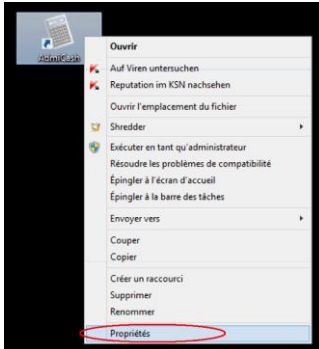 AdmiCash
Ouvrir
Auf Viren untersuchen
Reputation im KSN nachsehen
Ouvrir l'emplacement du fichier
Shredder
Exécuter en tant qu'administrateur
Résoudre les problèmes de compatibilité
Épingler à l'écran d'accueil
Épingler à la barre des tâches
Envoyer vers
Couper
Copier
Créer un raccourci
Supprimer
Renommer
Propriétés